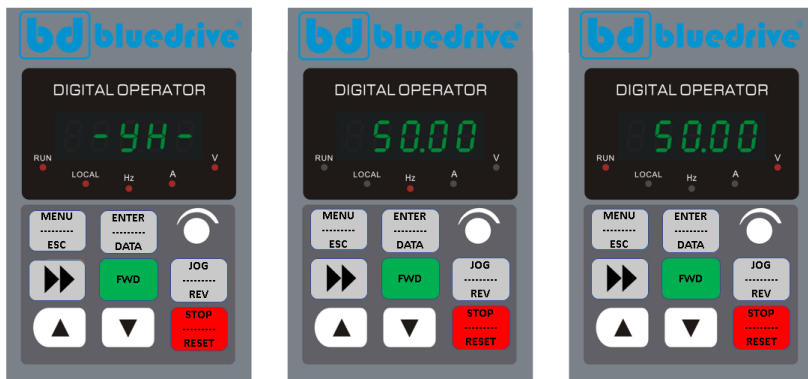 bd bluedrive
DIGITAL OPERATOR
-YH-
RUN
LOCAL
Hz
A
V
MENU
---------
ESC
ENTER
---------
DATA
FWD
JOG
---------
REV
STOP
---------
RESET
bd bluedrive
DIGITAL OPERATOR
50.00
RUN
LOCAL
Hz
A
V
MENU
---------
ESC
ENTER
---------
DATA
FWD
JOG
---------
REV
STOP
---------
RESET
bd bluedrive
DIGITAL OPERATOR
50.00
RUN
LOCAL
Hz
A
V
MENU
---------
ESC
ENTER
---------
DATA
FWD
JOG
---------
REV
STOP
---------
RESET